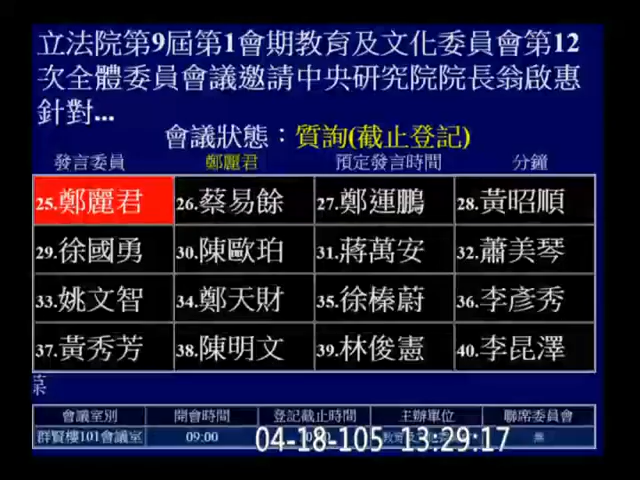 立法院第9屆第1會期教育及文化委員會第12
次全體委員會議邀請中央研究院院長翁啟惠
針對...
會議狀態：質詢(截止登記)
發言委員 鄭麗君 預定發言時間 分鐘
25.鄭麗君 26.蔡易餘 27.鄭運鵬 28.黃昭順
29.徐國勇 30.陳歐珀 31.蔣萬安 32.蕭美琴
33.姚文智 34.鄭天財 35.徐榛蔚 36.李彥秀
37.黃秀芳 38.陳明文 39.林俊憲 40.李昆澤
會議室別 開會時間 登記截止時間 主辦單位 聯席委員會
群賢樓101會議室 09:00 無
04-18-105 13:29:17